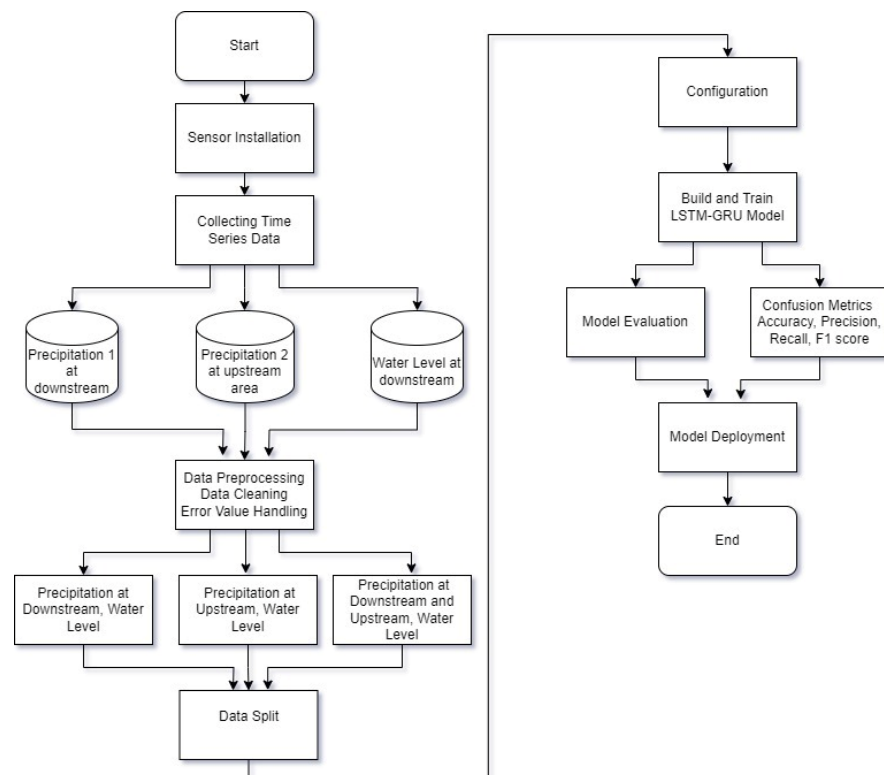 Start
Sensor Installation
Collecting Time
Series Data
Precipitation 1
at
downstream
Precipitation 2
at upstream
area
Water Level at
downstream
Data Preprocessing
Data Cleaning
Error Value Handling
Precipitation at
Downstream, Water
Level
Precipitation at
Upstream, Water
Level
Precipitation at
Downstream and
Upstream, Water
Level
Data Split
Configuration
Build and Train
LSTM-GRU Model
Model Evaluation
Confusion Metrics
Accuracy, Precision,
Recall, F1 score
Model Deployment
End